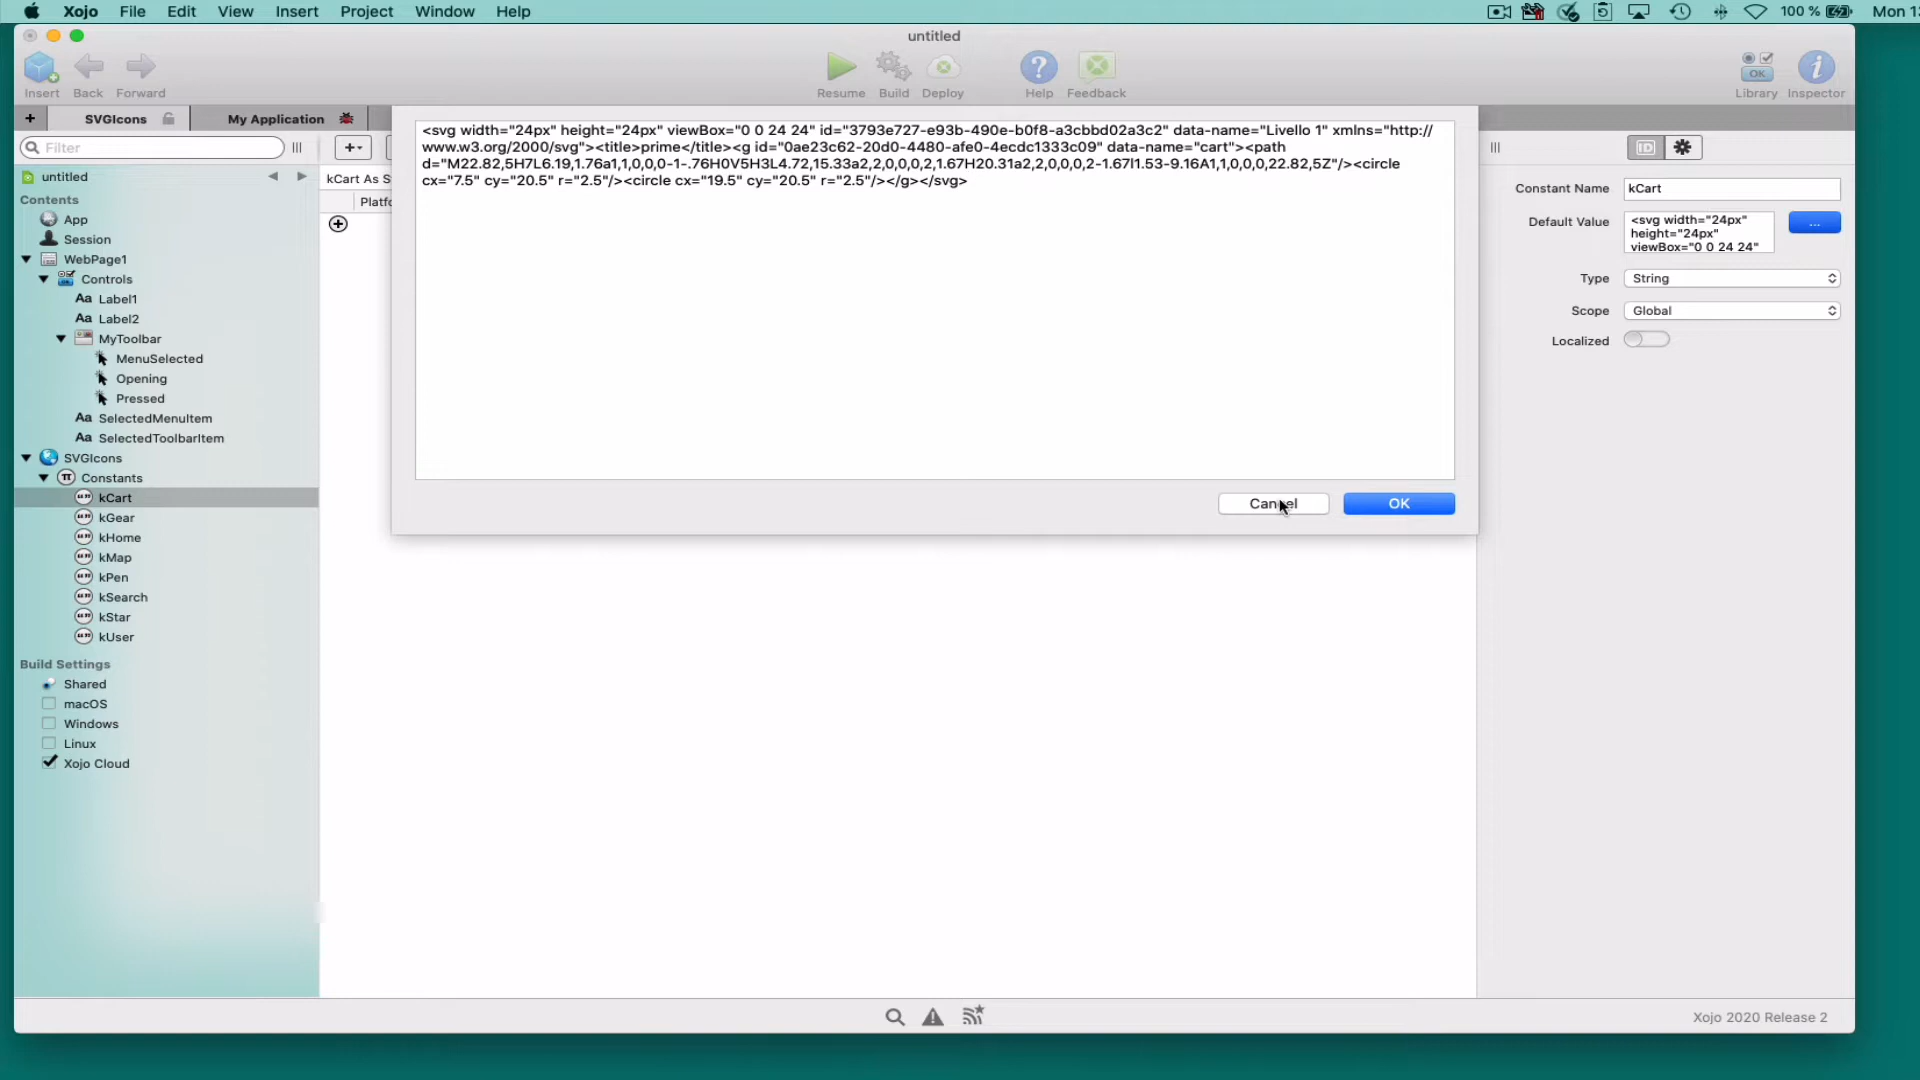 Xojo File Edit View Insert Project Window Help 100 % Mon 1
untitled
Insert Back Forward Resume Build Deploy Help Feedback OK Library Inspector
SVGIcons My Application
Filter
untitled
Contents
App
Session
WebPage1
Controls
Aa Label1
Aa Label2
MyToolbar
MenuSelected
Opening
Pressed
Aa SelectedMenuItem
Aa SelectedToolbarItem
SVGIcons
Constants
kCart
kGear
kHome
kMap
kPen
kSearch
kStar
kUser
Build Settings
Shared
macOS
Windows
Linux
Xojo Cloud
kCart As S
Platfo
<svg width="24px" height="24px" viewBox="0 0 24 24" id="3793e727-e93b-490e-b0f8-a3cbbd02a3c2" data-name="Livello 1" xmlns="http://
www.w3.org/2000/svg"><title>prime</title><g id="0ae23c62-20d0-4480-afe0-4ecdc1333c09" data-name="cart"><path
d="M22.82,5H7L6.19,1.76a1,1,0,0,0-1-.76H0V5H3L4.72,15.33a2,2,0,0,0,2,1.67H20.31a2,2,0,0,0,2-1.67l1.53-9.16A1,1,0,0,0,22.82,5Z"/><circle
cx="7.5" cy="20.5" r="2.5"/><circle cx="19.5" cy="20.5" r="2.5"/></g></svg>
Cancel OK
ID
Constant Name kCart
Default Value <svg width="24px"
height="24px"
viewBox="0 0 24 24"
...
Type String
Scope Global
Localized
Xojo 2020 Release 2